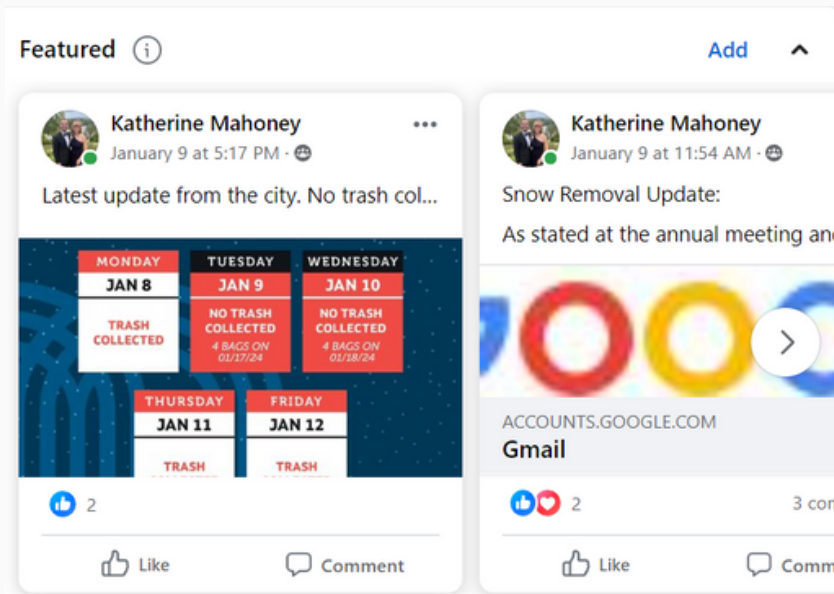 Featured
Add
Katherine Mahoney
January 9 at 5:17 PM ·
Latest update from the city. No trash col...
MONDAY
JAN 8
TRASH
COLLECTED
TUESDAY
JAN 9
NO TRASH
COLLECTED
4 BAGS ON
01/17/24
WEDNESDAY
JAN 10
NO TRASH
COLLECTED
4 BAGS ON
01/18/24
THURSDAY
JAN 11
TRASH
FRIDAY
JAN 12
TRASH
2
Like
Comment
Katherine Mahoney
January 9 at 11:54 AM ·
Snow Removal Update:
As stated at the annual meeting an
ACCOUNTS.GOOGLE.COM
Gmail
2
3 com
Like
Comm